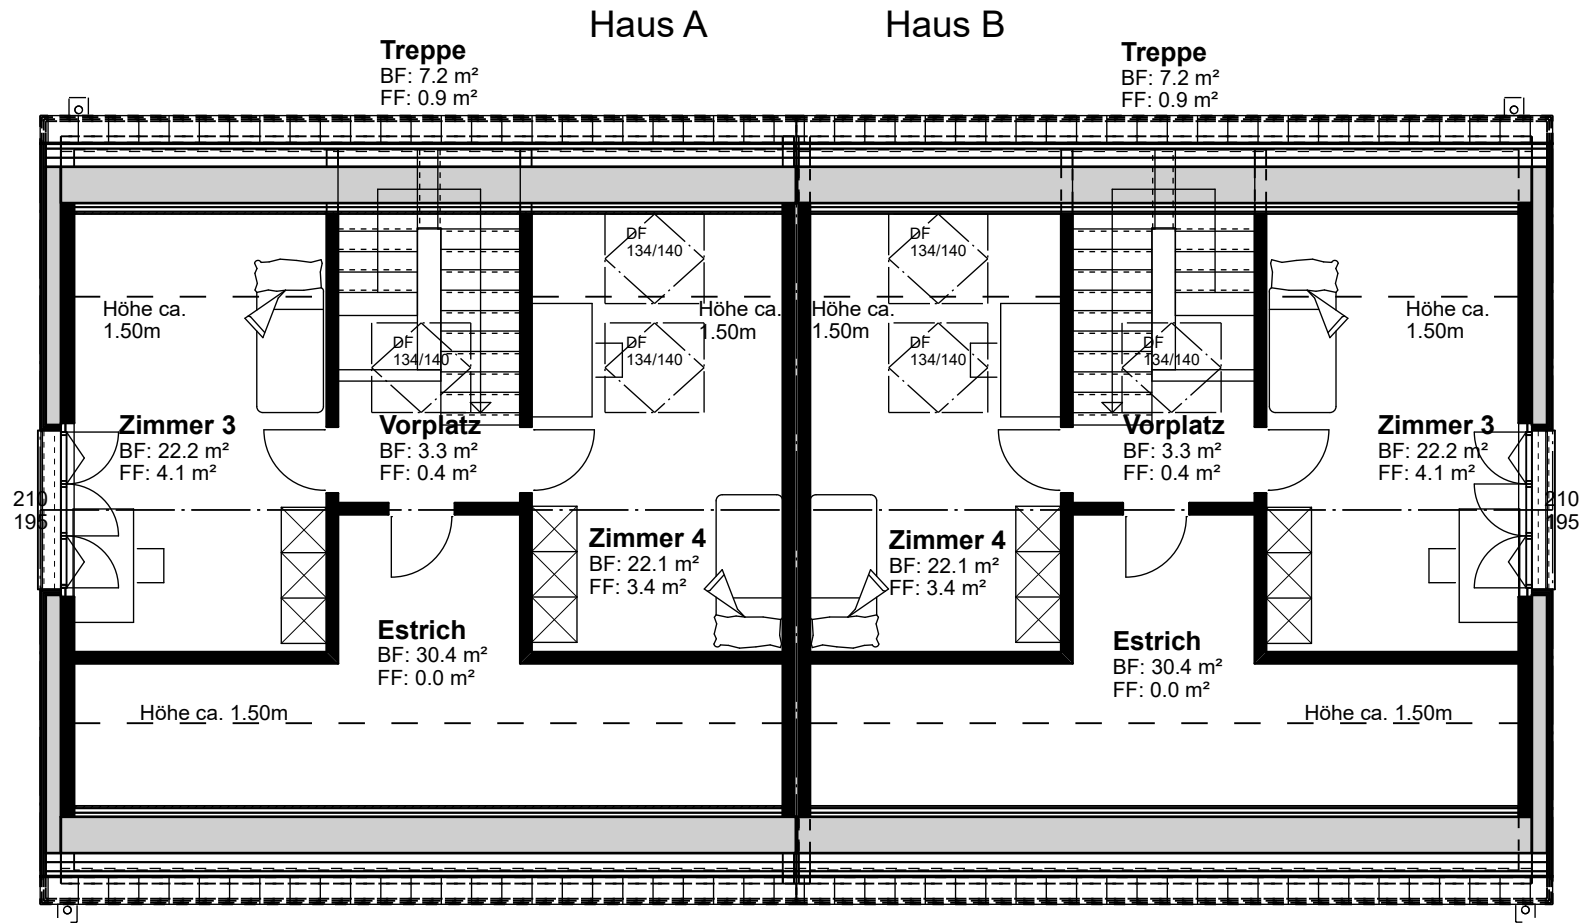 Haus A
Haus B
Treppe
BF: 7.2 m²
FF: 0.9 m²
Treppe
BF: 7.2 m²
FF: 0.9 m²
DF
134/140
DF
134/140
Höhe ca.
1.50m
Höhe ca.
1.50m
Höhe ca.
1.50m
Höhe ca.
1.50m
DF
134/140
DF
134/140
DF
134/140
DF
134/140
Zimmer 3
BF: 22.2 m²
FF: 4.1 m²
Vorplatz
BF: 3.3 m²
FF: 0.4 m²
Vorplatz
BF: 3.3 m²
FF: 0.4 m²
Zimmer 3
BF: 22.2 m²
FF: 4.1 m²
210
195
210
195
Zimmer 4
BF: 22.1 m²
FF: 3.4 m²
Zimmer 4
BF: 22.1 m²
FF: 3.4 m²
Estrich
BF: 30.4 m²
FF: 0.0 m²
Estrich
BF: 30.4 m²
FF: 0.0 m²
Höhe ca. 1.50m
Höhe ca. 1.50m